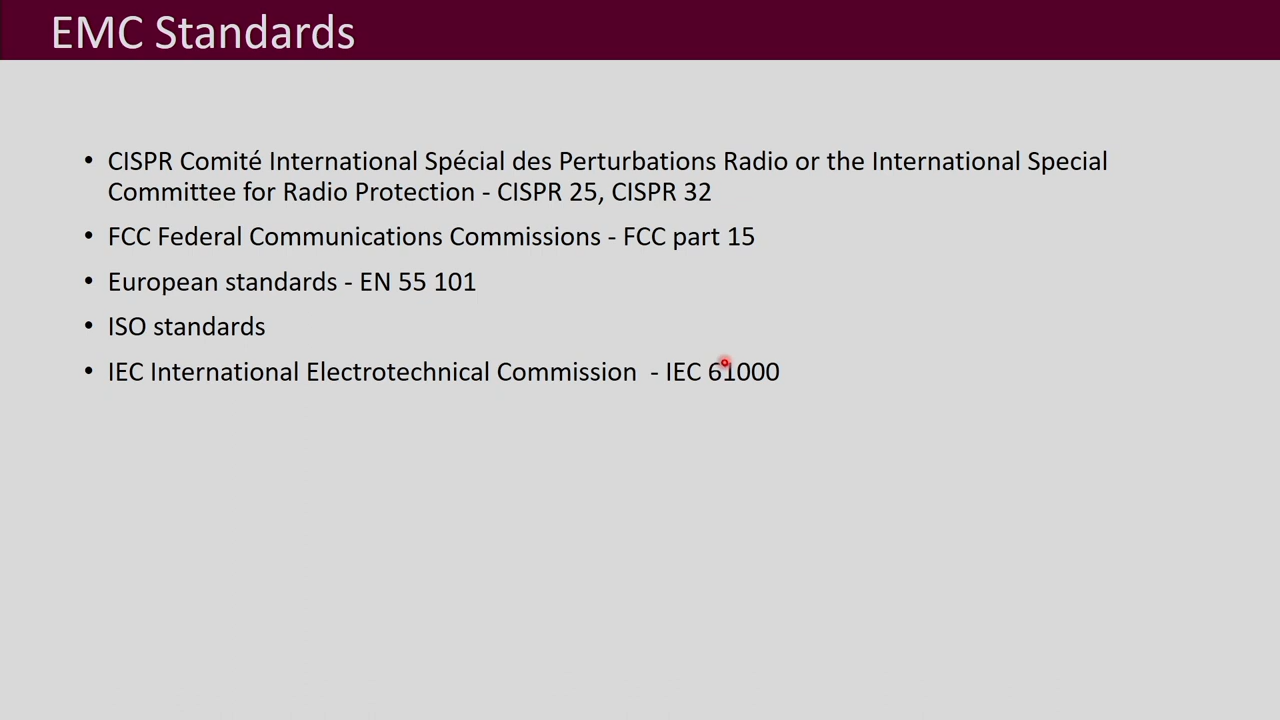 EMC Standards
• CISPR Comité International Spécial des Perturbations Radio or the International Special
Committee for Radio Protection - CISPR 25, CISPR 32
• FCC Federal Communications Commissions - FCC part 15
• European standards - EN 55 101
• ISO standards
• IEC International Electrotechnical Commission  - IEC 61000